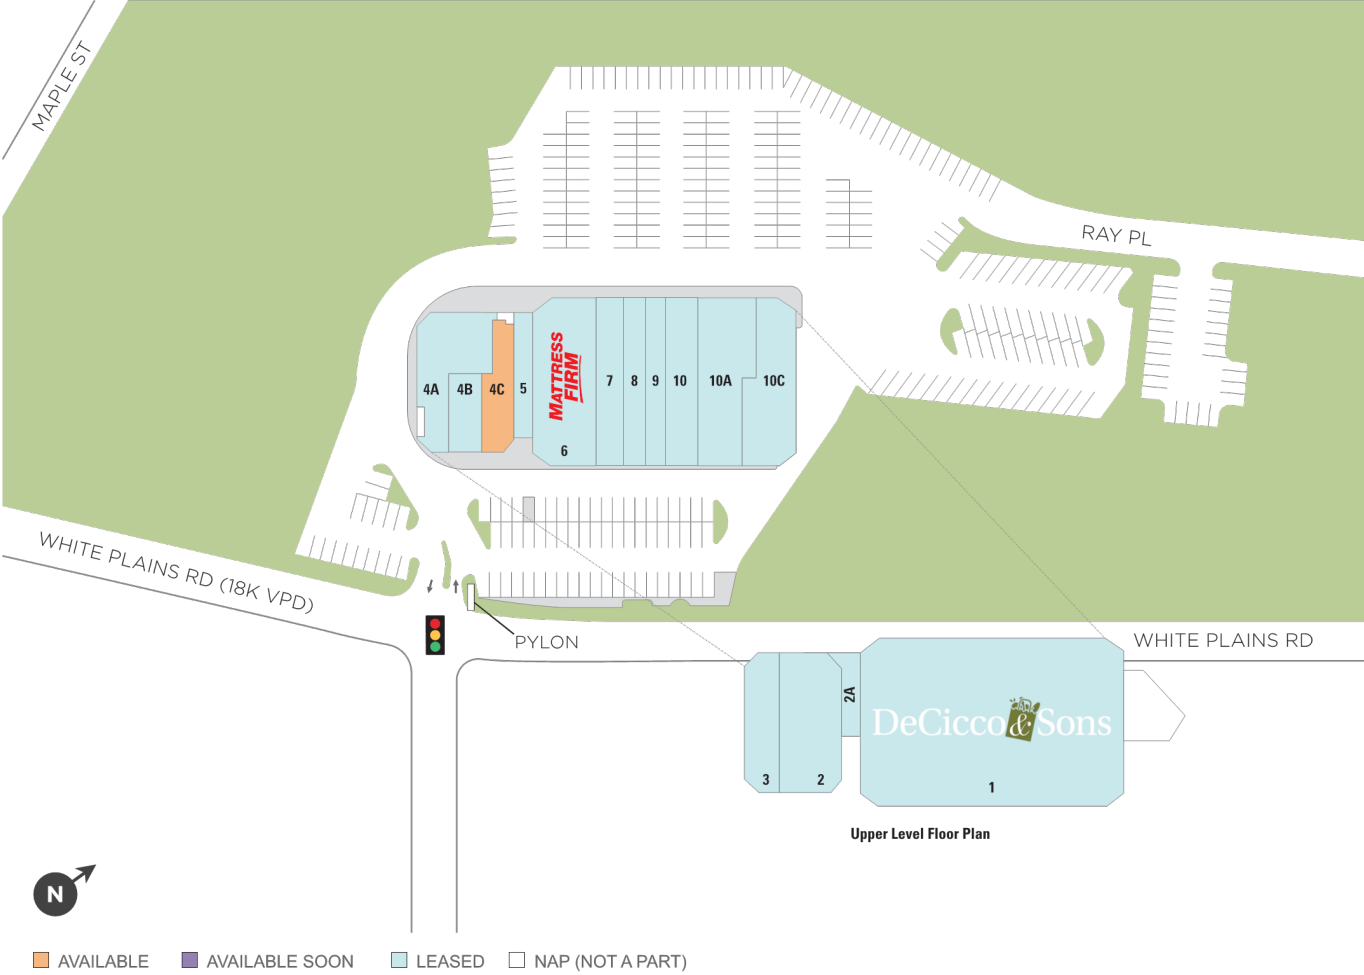 MAPLE ST
RAY PL
MATTRESS
FIRM
4A
4B
4C
5
6
7
8
9
10
10A
10C
WHITE PLAINS RD (18K VPD)
PYLON
WHITE PLAINS RD
2A
DeCicco & Sons
3
2
1
Upper Level Floor Plan
N
AVAILABLE
AVAILABLE SOON
LEASED
NAP (NOT A PART)